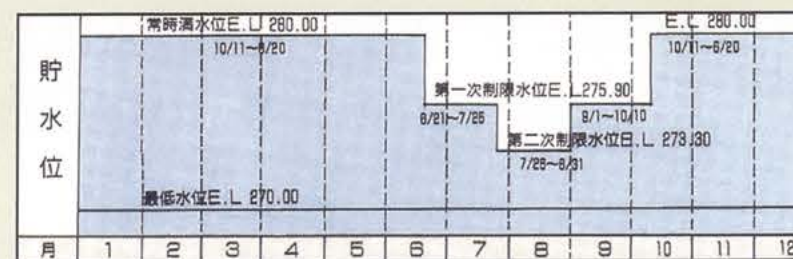 常時満水位E.L 280.00
E.L 280.00
10/11~6/20
10/11~6/20
貯水位
第一次制限水位E.L 275.90
6/21~7/25
9/1~10/10
第二次制限水位E.L 273.30
7/26~8/31
最低水位E.L 270.00
月 1 2 3 4 5 6 7 8 9 10 11 12